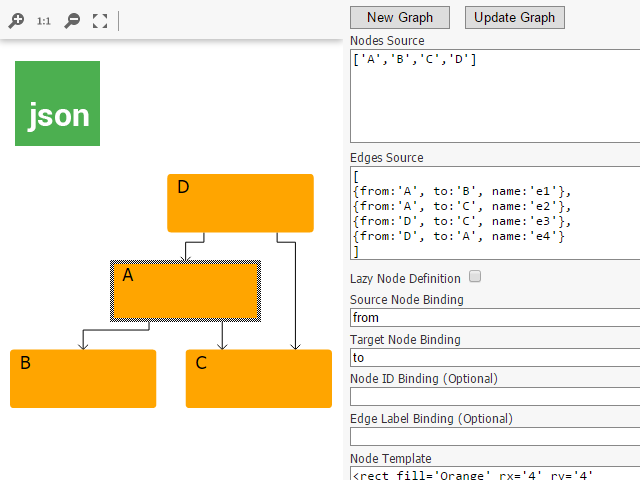 1:1
json
D
A
B
C
New Graph
Update Graph
Nodes Source
['A','B','C','D']
Edges Source
[
{from:'A', to:'B', name:'e1'},
{from:'A', to:'C', name:'e2'},
{from:'D', to:'C', name:'e3'},
{from:'D', to:'A', name:'e4'}
]
Lazy Node Definition
Source Node Binding
from
Target Node Binding
to
Node ID Binding (Optional)
Edge Label Binding (Optional)
Node Template
<rect fill='Orange' rx='4' ry='4'